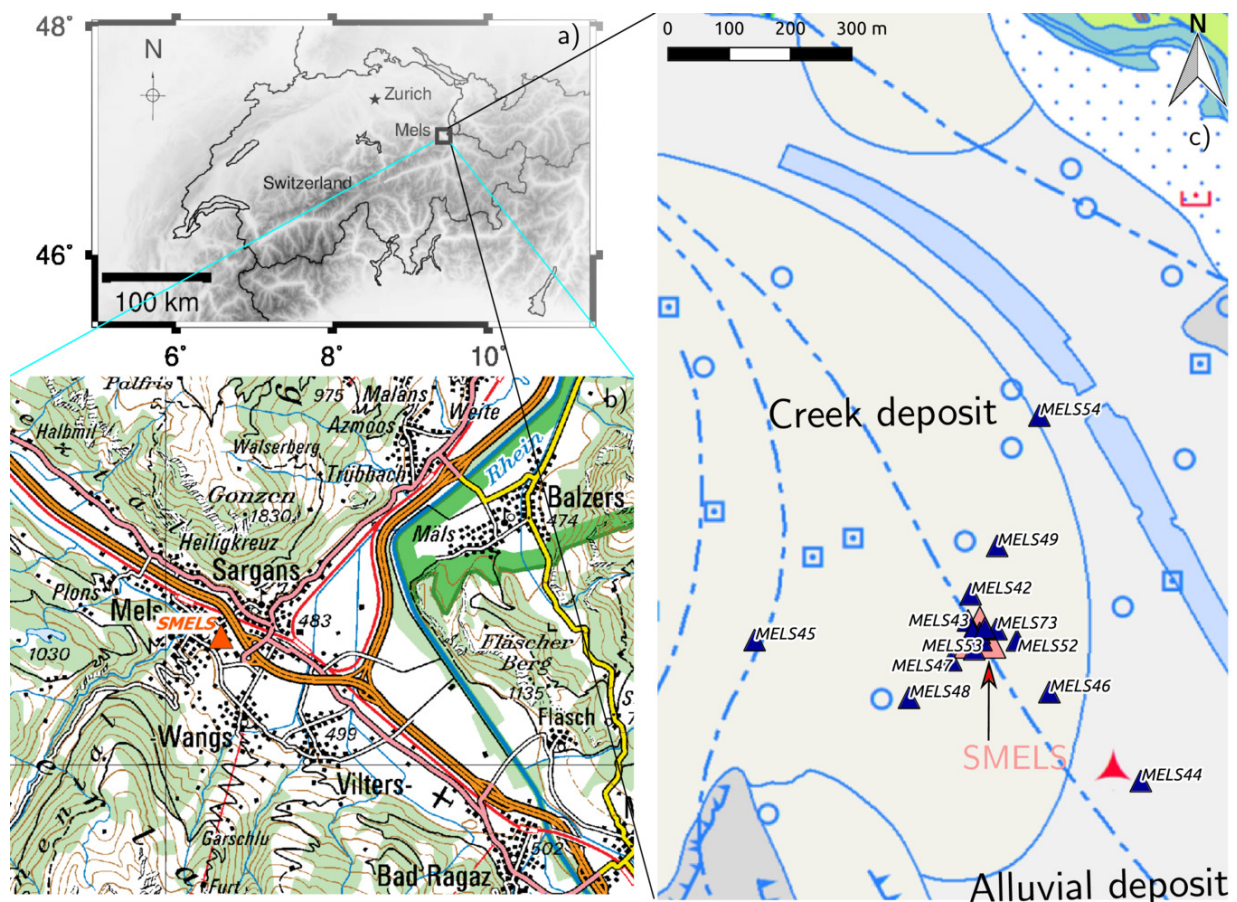 48°
a)
N
Zurich
Mels
Switzerland
46°
100 km
6°
8°
10°
b)
Palfris
975
Malans
Weite
Azmoos
Halbmil
Walserberg
Trübbach
Rhein
Gonzen
1830
Balzers
474
Heiligkreuz
Mäls
Sargans
Plons
Mels
SMELS
483
1030
Fläscher
Berg
1135
Fläsch
Wangs
499
Vilters-
Garschlu
Furt
502
Bad Ragaz
0 100 200 300 m
N
c)
Creek deposit
MELS54
MELS49
MELS42
MELS43
MELS73
MELS45
MELS53
MELS52
MELS47
MELS48
MELS46
SMELS
MELS44
Alluvial deposit